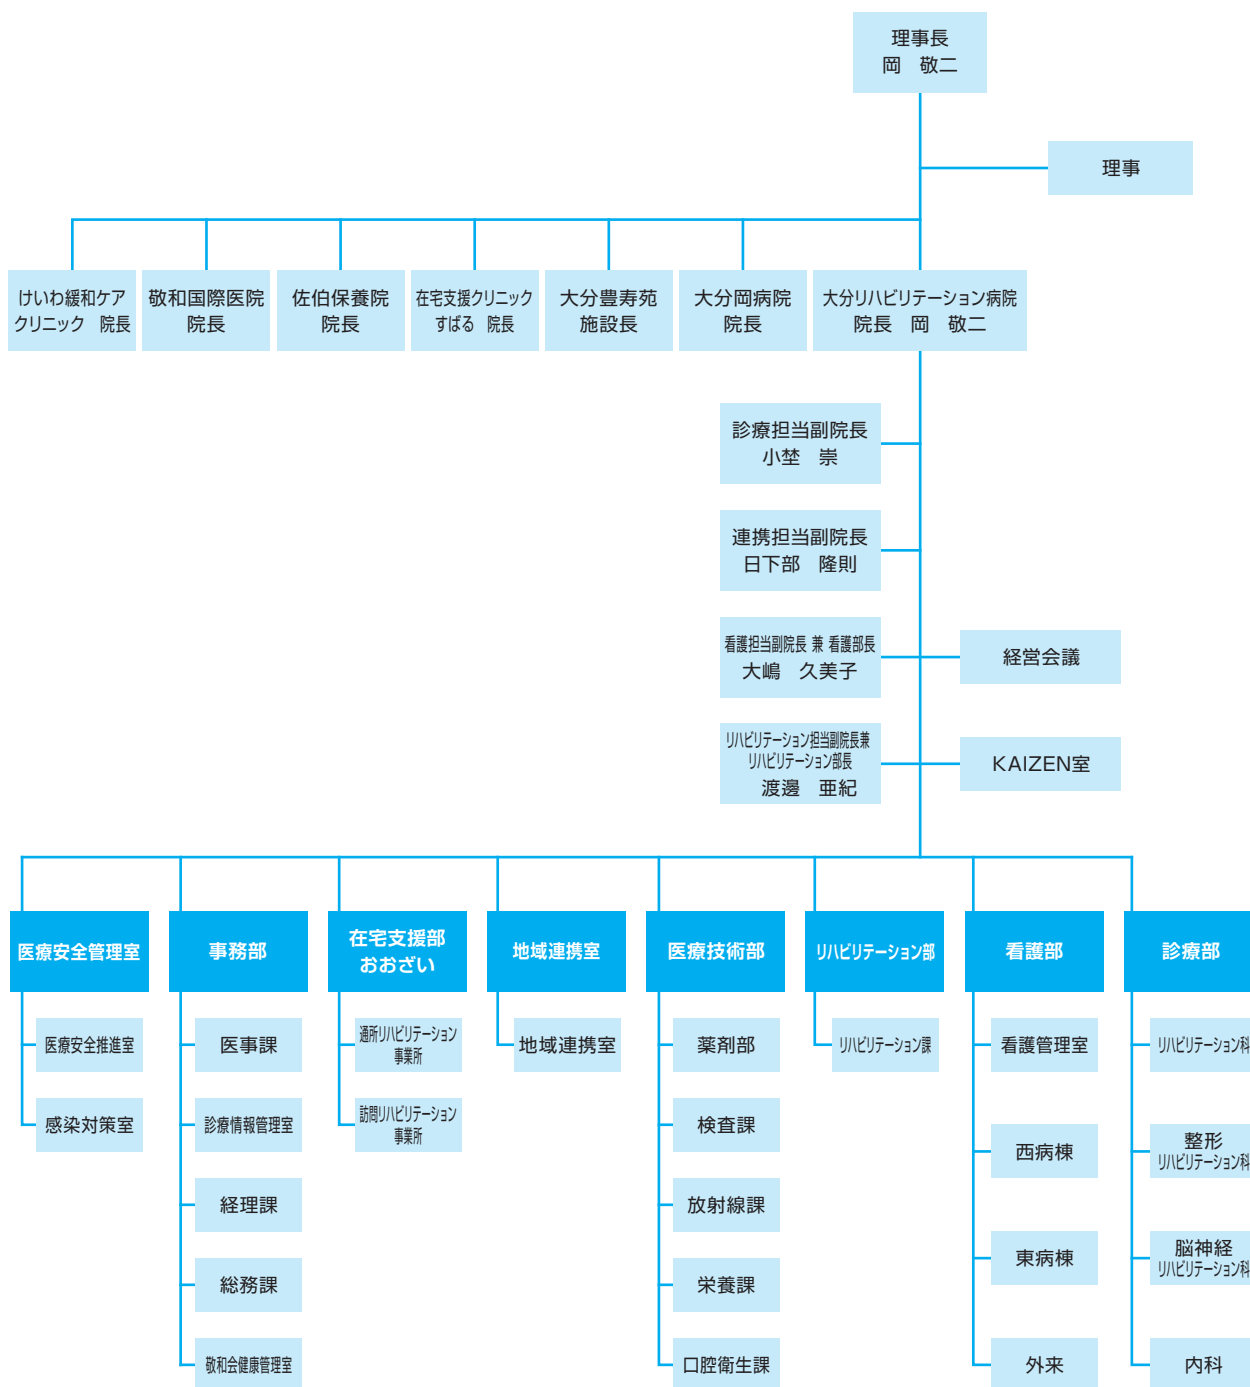 理事長
岡　敬二
理事
けいわ緩和ケア
クリニック　院長
敬和国際医院
院長
佐伯保養院
院長
在宅支援クリニック
すばる　院長
大分豊寿苑
施設長
大分岡病院
院長
大分リハビリテーション病院
院長　岡　敬二
診療担当副院長
小埜　崇
連携担当副院長
日下部　隆則
看護担当副院長 兼 看護部長
大嶋　久美子
経営会議
リハビリテーション担当副院長兼
リハビリテーション部長
渡邊　亜紀
KAIZEN室
医療安全管理室
事務部
在宅支援部
おおざい
地域連携室
医療技術部
リハビリテーション部
看護部
診療部
医療安全推進室
感染対策室
医事課
診療情報管理室
経理課
総務課
敬和会健康管理室
通所リハビリテーション
事業所
訪問リハビリテーション
事業所
地域連携室
薬剤部
検査課
放射線課
栄養課
口腔衛生課
リハビリテーション課
看護管理室
西病棟
東病棟
外来
リハビリテーション科
整形
リハビリテーション科
脳神経
リハビリテーション科
内科